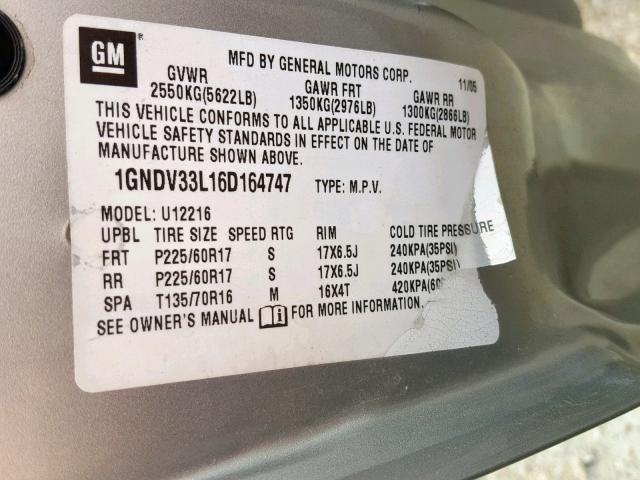 GM ®
MFD BY GENERAL MOTORS CORP. 11/05
GVWR GAWR FRT GAWR RR
2550KG(5622LB) 1350KG(2976LB) 1300KG(2866LB)
THIS VEHICLE CONFORMS TO ALL APPLICABLE U.S. FEDERAL MOTOR
VEHICLE SAFETY STANDARDS IN EFFECT ON THE DATE OF
MANUFACTURE SHOWN ABOVE.
1GNDV33L16D164747 TYPE: M.P.V.
MODEL: U12216
UPBL TIRE SIZE SPEED RTG RIM COLD TIRE PRESSURE
FRT P225/60R17 S 17X6.5J 240KPA(35PSI)
RR P225/60R17 S 17X6.5J 240KPA(35PSI)
SPA T135/70R16 M 16X4T 420KPA(60
SEE OWNER'S MANUAL FOR MORE INFORMATION.